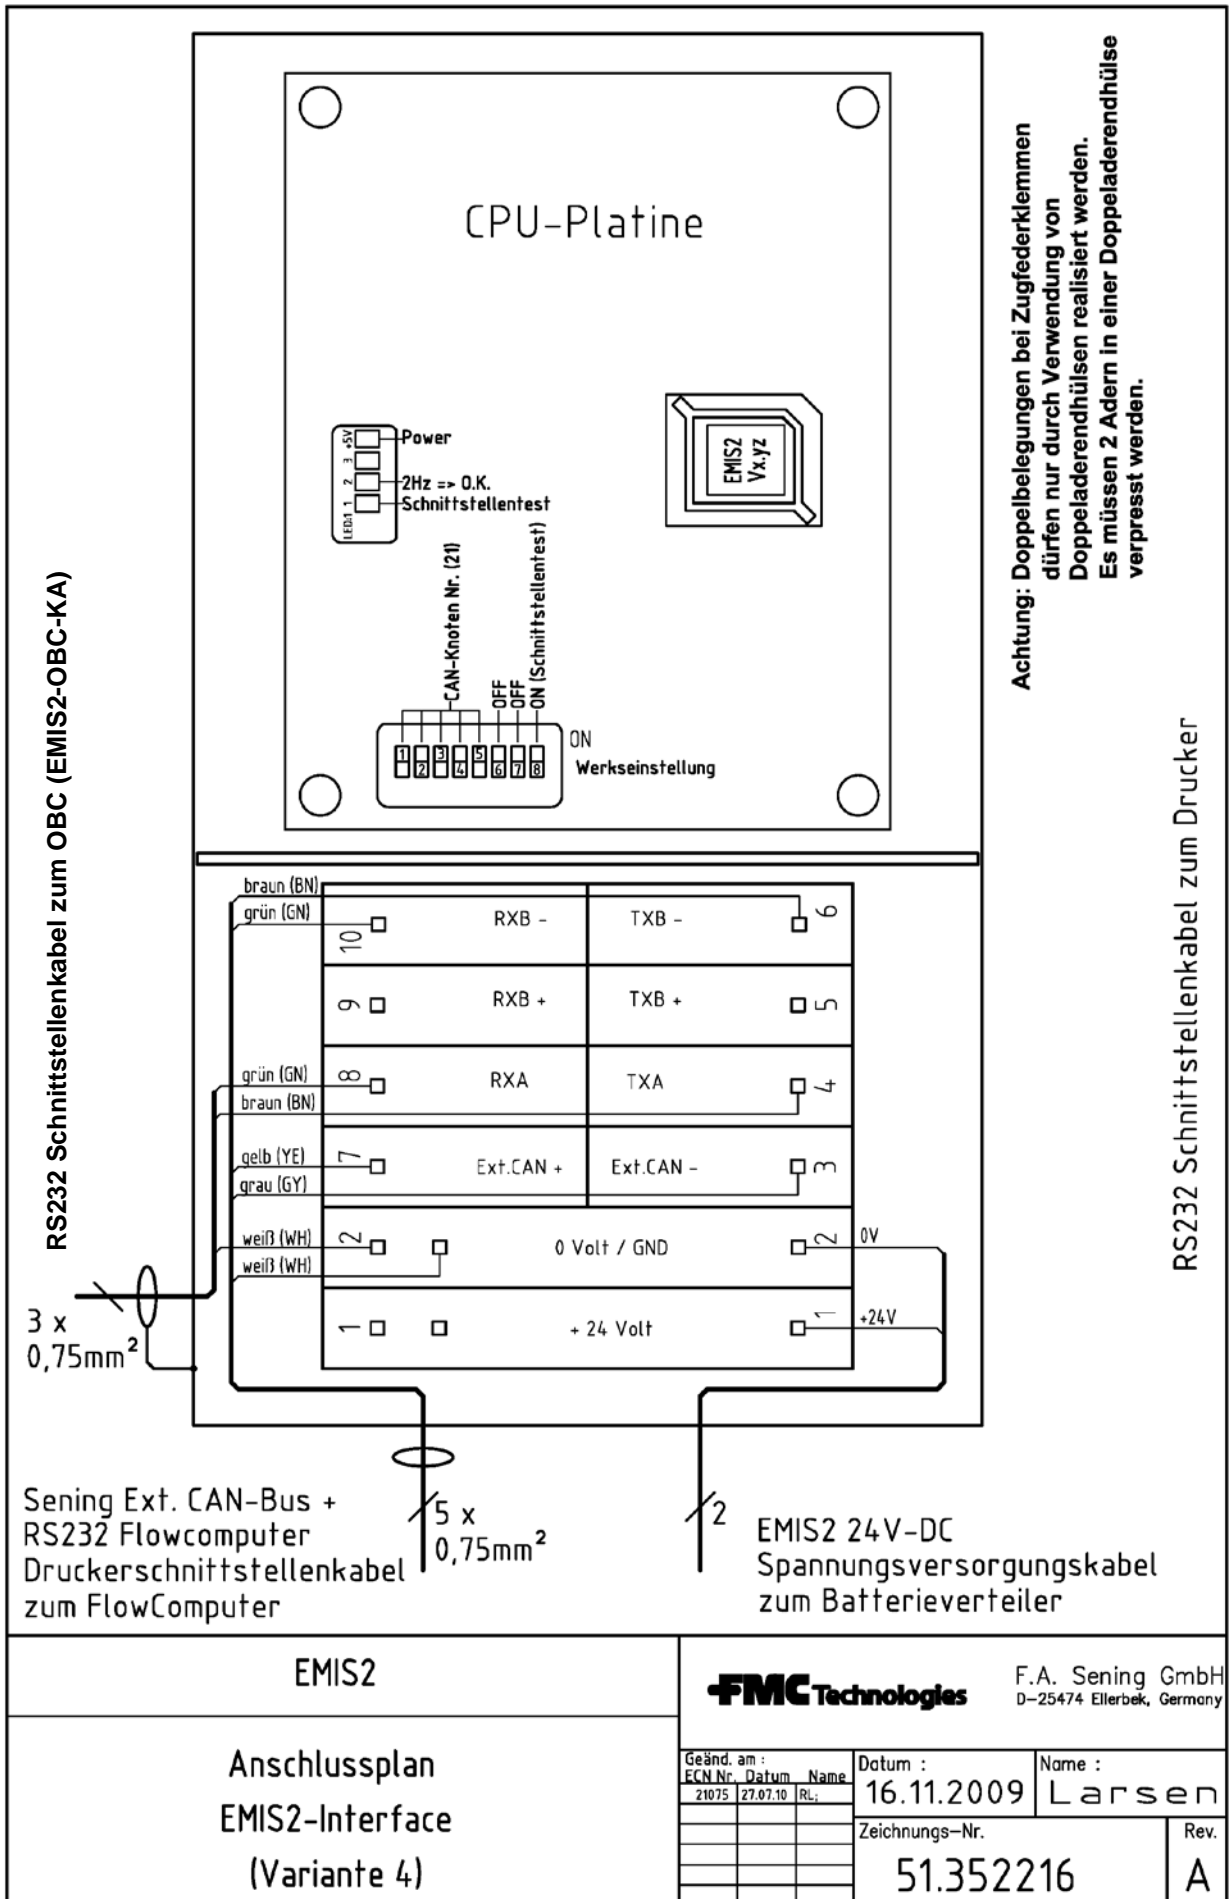 CPU-Platine
Achtung: Doppelbelegungen bei Zugfederklemmen
dürfen nur durch Verwendung von
Doppeladerendhülsen realisiert werden.
Es müssen 2 Adern in einer Doppeladerendhülse
verpresst werden.
+5V
Power
3
2
2Hz => O.K.
1
Schnittstellentest
LED:1
EMIS2
Vx.yz
CAN-Knoten Nr. (21)
OFF
OFF
ON (Schnittstellentest)
1 2 3 4 5 6 7 8
ON
Werkseinstellung
RS232 Schnittstellenkabel zum OBC (EMIS2-OBC-KA)
RS232 Schnittstellenkabel zum Drucker
braun (BN)
grün (GN)
10 RXB - TXB - 6
9 RXB + TXB + 5
grün (GN)
braun (BN)
8 RXA TXA 4
gelb (YE)
grau (GY)
7 Ext.CAN + Ext.CAN - 3
weiß (WH)
weiß (WH)
2 0 Volt / GND 2 0V
1 + 24 Volt 1 +24V
3 x
0,75mm²
Sening Ext. CAN-Bus +
RS232 Flowcomputer
Druckerschnittstellenkabel
zum FlowComputer
5 x
0,75mm²
2
EMIS2 24V-DC
Spannungsversorgungskabel
zum Batterieverteiler
EMIS2
Anschlussplan
EMIS2-Interface
(Variante 4)
FMC Technologies
F.A. Sening GmbH
D-25474 Ellerbek, Germany
Geänd. am :
ECN Nr. Datum Name
21075 27.07.10 RL;
Datum :
16.11.2009
Name :
Larsen
Zeichnungs-Nr.
51.352216
Rev.
A